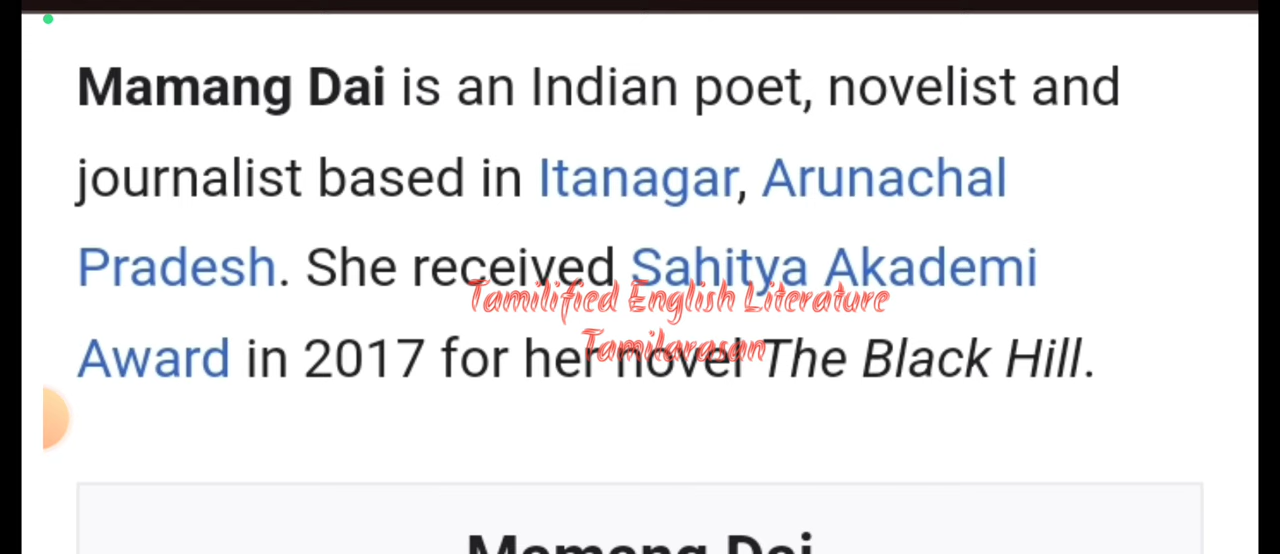 Mamang Dai is an Indian poet, novelist and
journalist based in Itanagar, Arunachal
Pradesh. She received Sahitya Akademi
Tamilified English Literature
Award in 2017 for her novel The Black Hill.
Tamilarasan
Mamang Dai